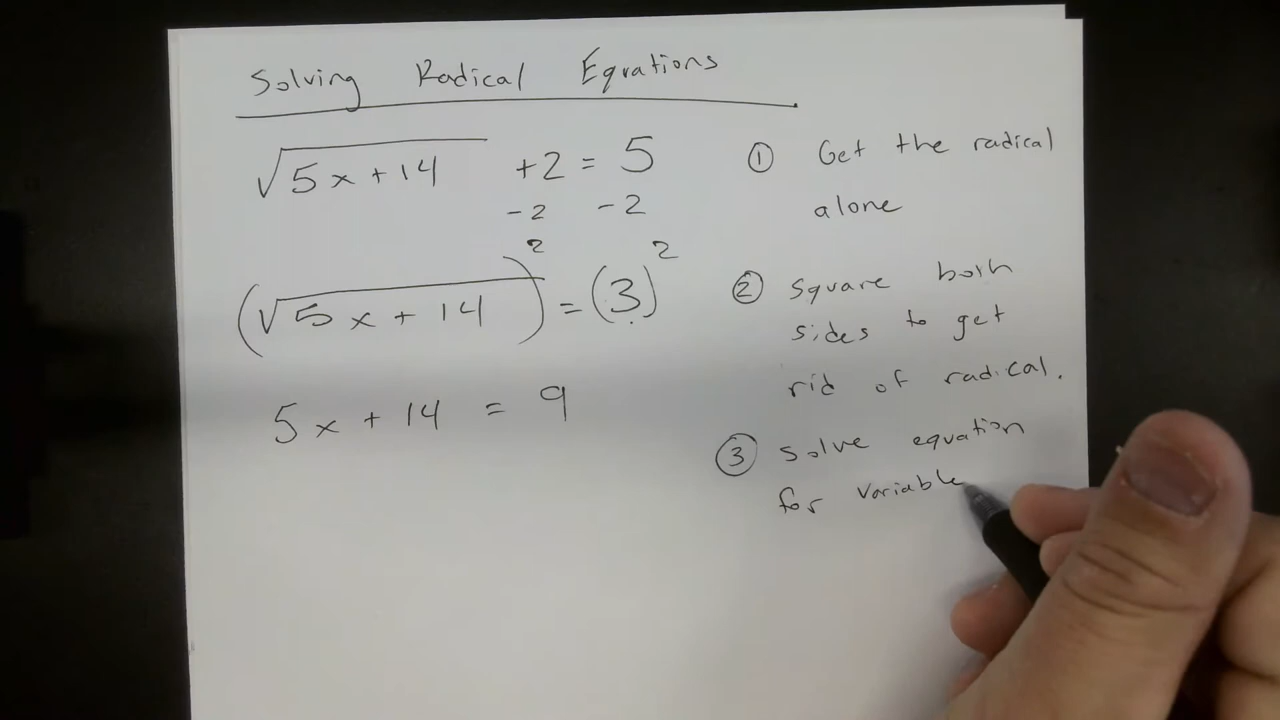 Solving Radical Equations
√5x+14 +2 = 5
-2 -2
(√5x + 14)² = (3)²
5x + 14 = 9
① Get the radical
alone
② Square both
sides to get
rid of radical.
③ Solve equation
for variable